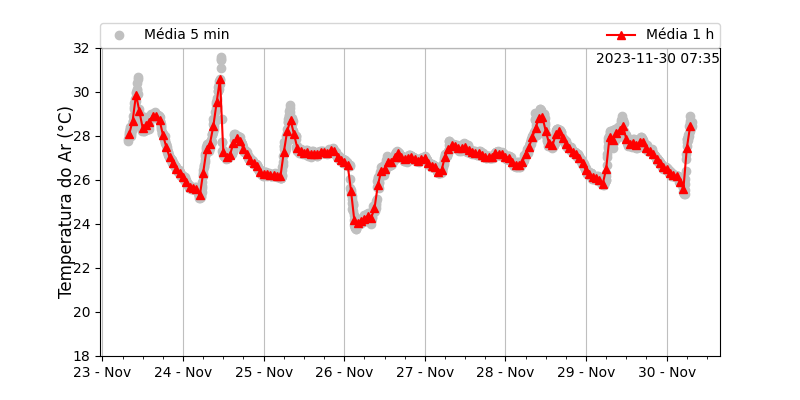 Média 5 min
Média 1 h
2023-11-30 07:35
Temperatura do Ar (°C)
32
30
28
26
24
22
20
18
23 - Nov
24 - Nov
25 - Nov
26 - Nov
27 - Nov
28 - Nov
29 - Nov
30 - Nov